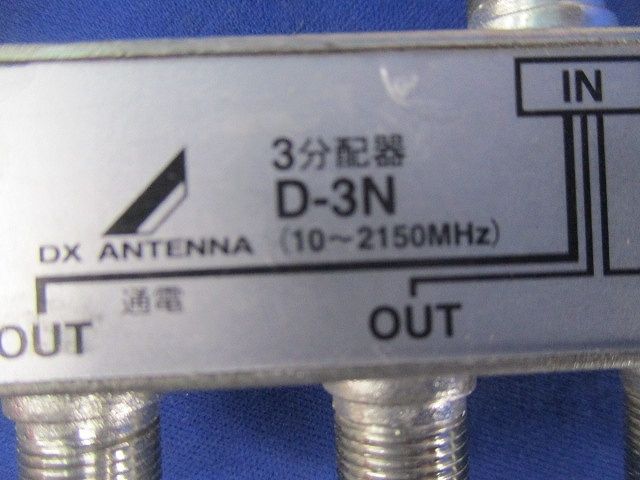 IN
3分配器
D-3N
DX ANTENNA
(10～2150MHz)
通電
OUT
OUT